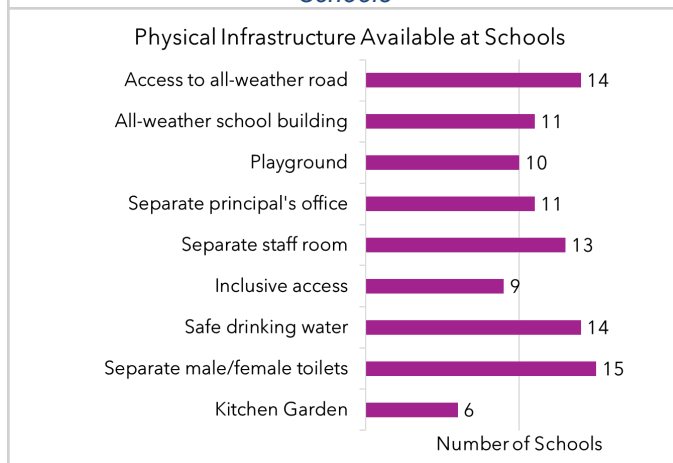 Physical Infrastructure Available at Schools
Access to all-weather road 14
All-weather school building 11
Playground 10
Separate principal's office 11
Separate staff room 13
Inclusive access 9
Safe drinking water 14
Separate male/female toilets 15
Kitchen Garden 6
Number of Schools